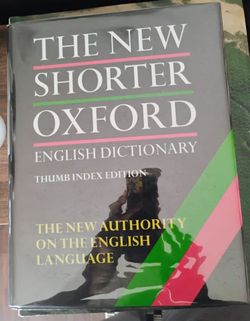 THE NEW
SHORTER
OXFORD
ENGLISH DICTIONARY
THUMB INDEX EDITION
THE NEW AUTHORITY
ON THE ENGLISH
LANGUAGE